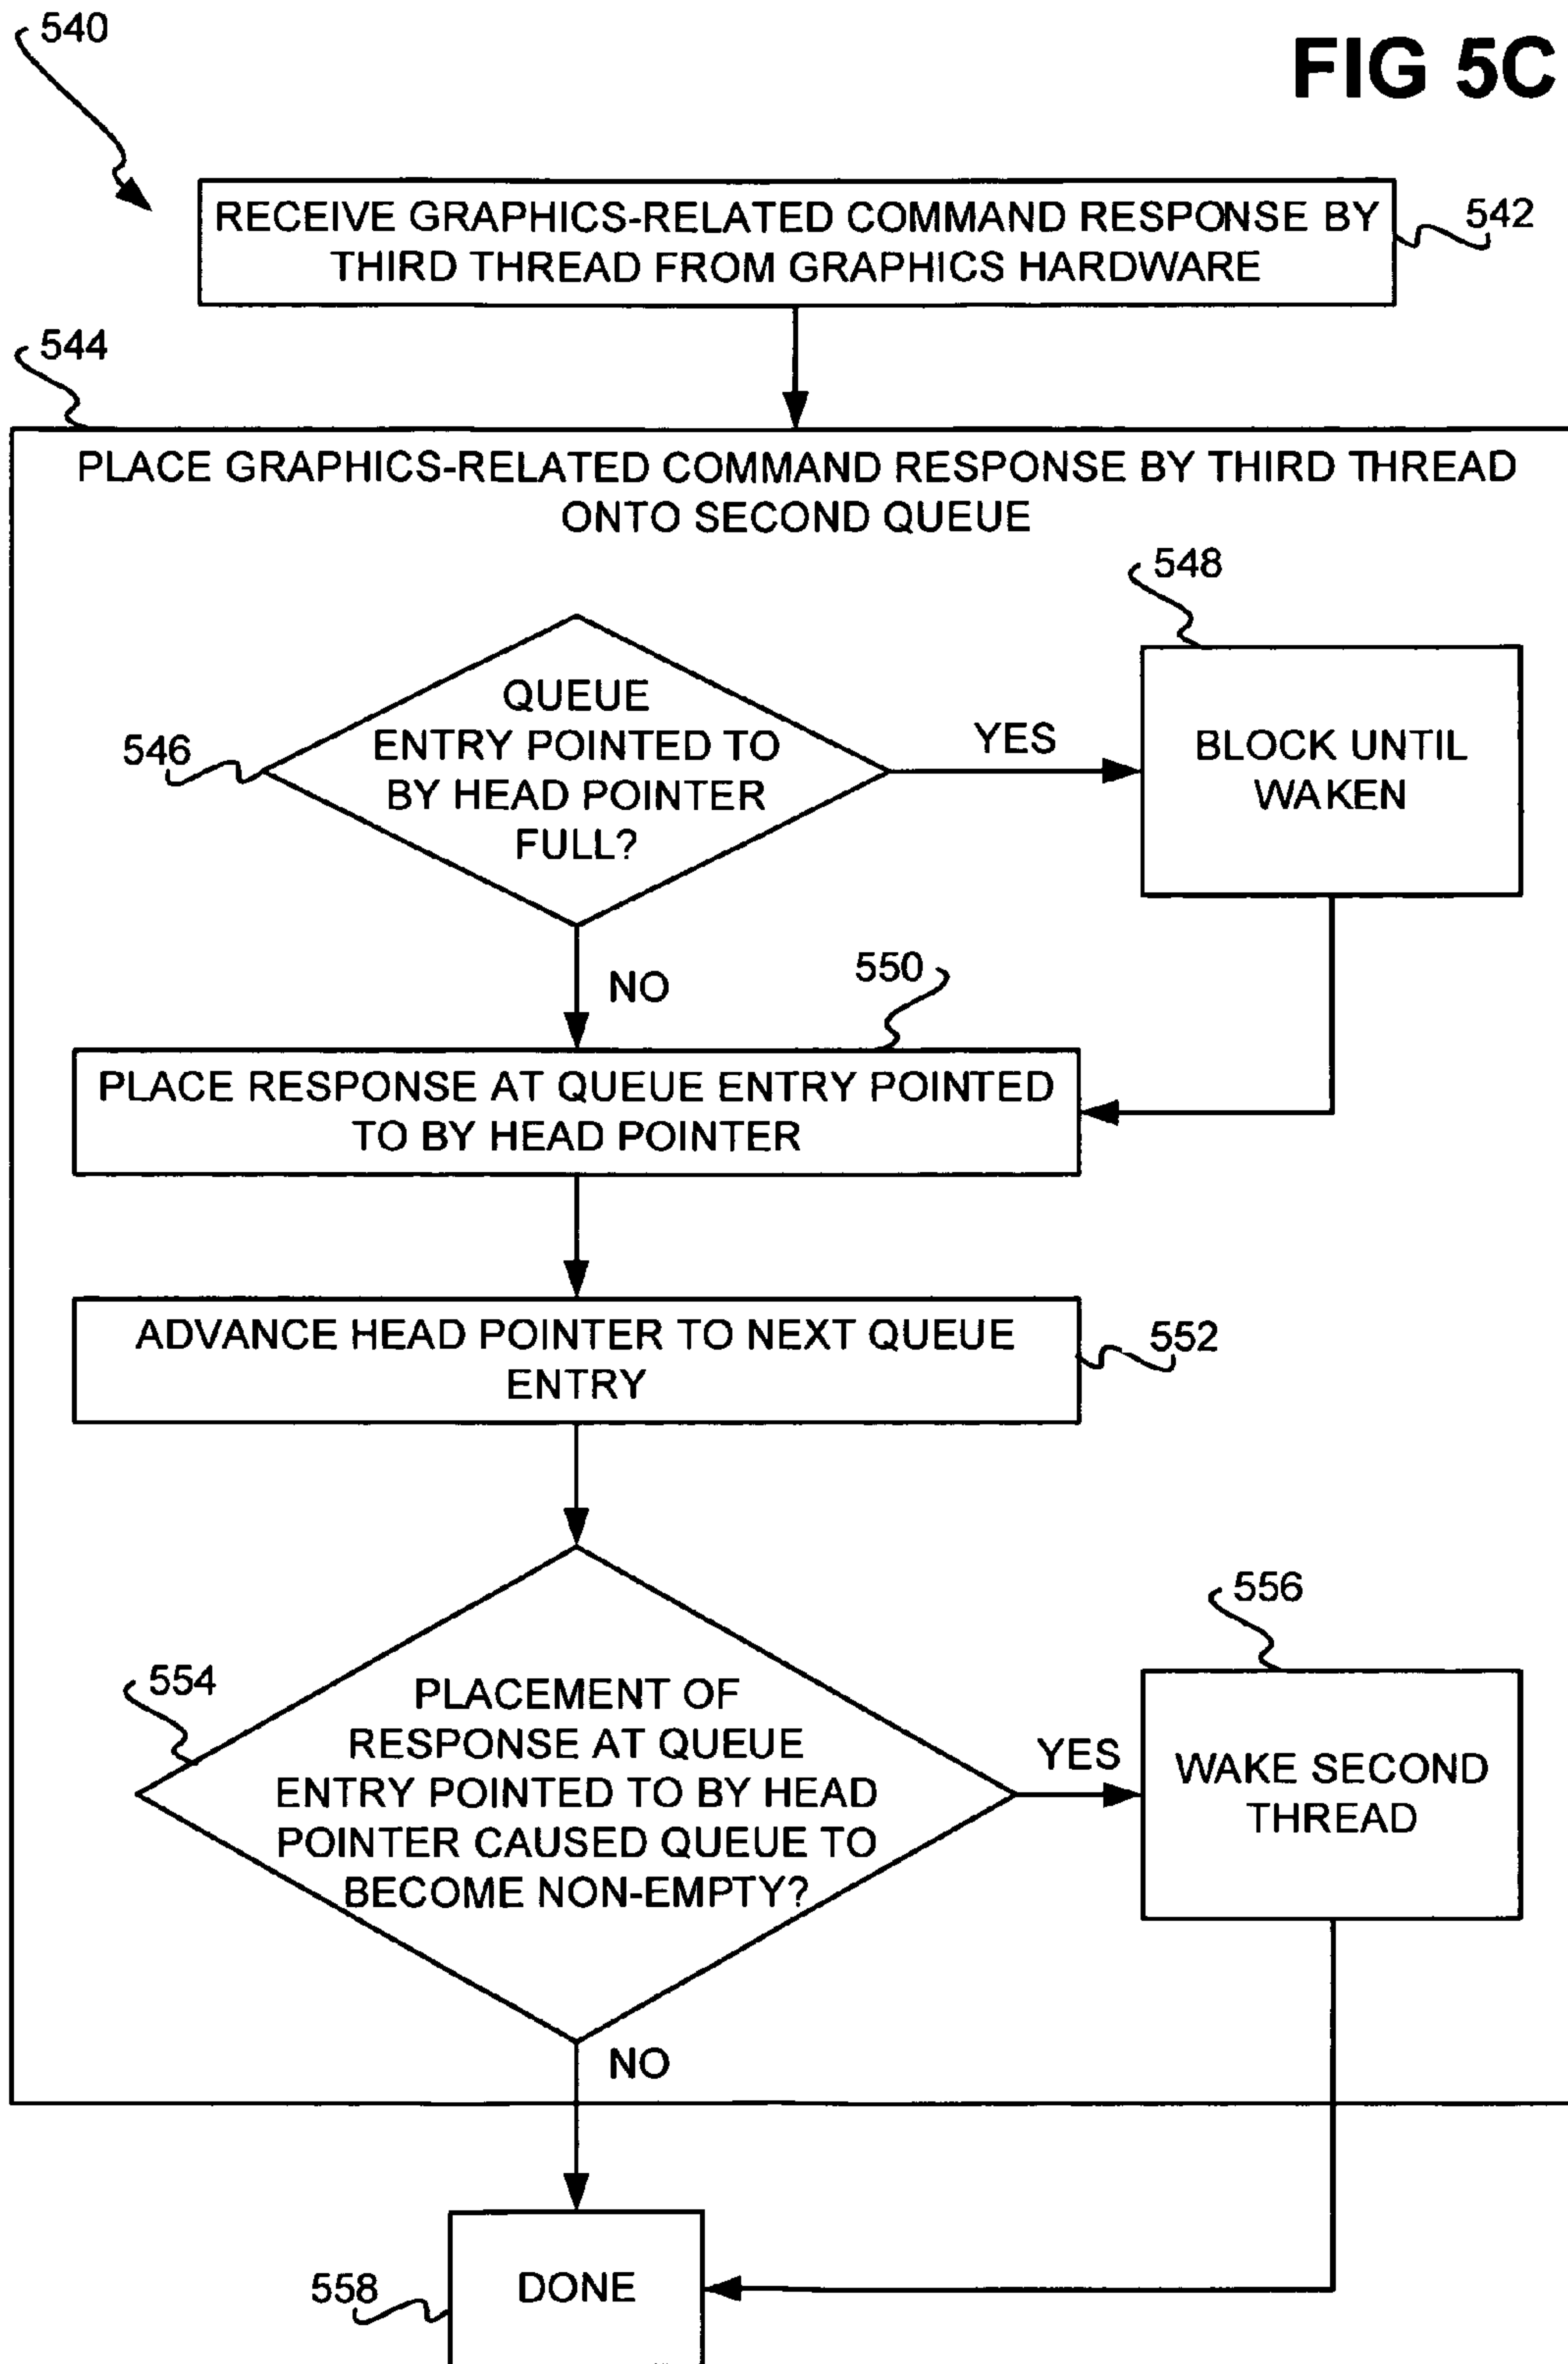 540
FIG 5C
RECEIVE GRAPHICS-RELATED COMMAND RESPONSE BY
THIRD THREAD FROM GRAPHICS HARDWARE
542
544
PLACE GRAPHICS-RELATED COMMAND RESPONSE BY THIRD THREAD
ONTO SECOND QUEUE
548
QUEUE
ENTRY POINTED TO
BY HEAD POINTER
FULL?
546
YES
BLOCK UNTIL
WAKEN
NO
550
PLACE RESPONSE AT QUEUE ENTRY POINTED
TO BY HEAD POINTER
ADVANCE HEAD POINTER TO NEXT QUEUE
ENTRY
552
554
PLACEMENT OF
RESPONSE AT QUEUE
ENTRY POINTED TO BY HEAD
POINTER CAUSED QUEUE TO
BECOME NON-EMPTY?
YES
556
WAKE SECOND
THREAD
NO
558
DONE